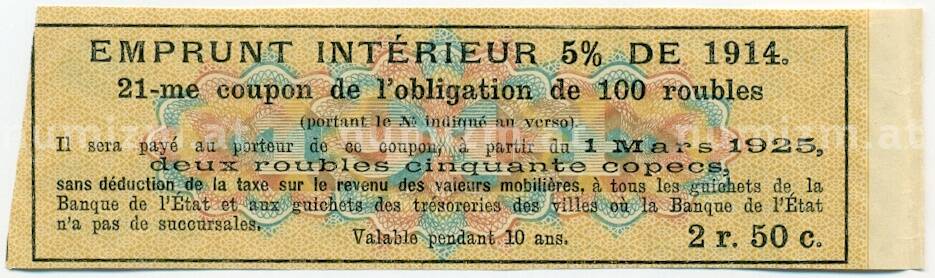 EMPRUNT INTÉRIEUR 5% DE 1914.
21-me coupon de l'obligation de 100 roubles
(portant le № indiqué au verso).
Il sera payé au porteur de ce coupon, à partir du 1 Mars 1925,
deux roubles cinquante copecs,
sans déduction de la taxe sur le revenu des valeurs mobilières, à tous les guichets de la
Banque de l'État et aux guichets des trésoreries des villes où la Banque de l'État
n'a pas de succursales.
Valable pendant 10 ans.
2 r. 50 c.